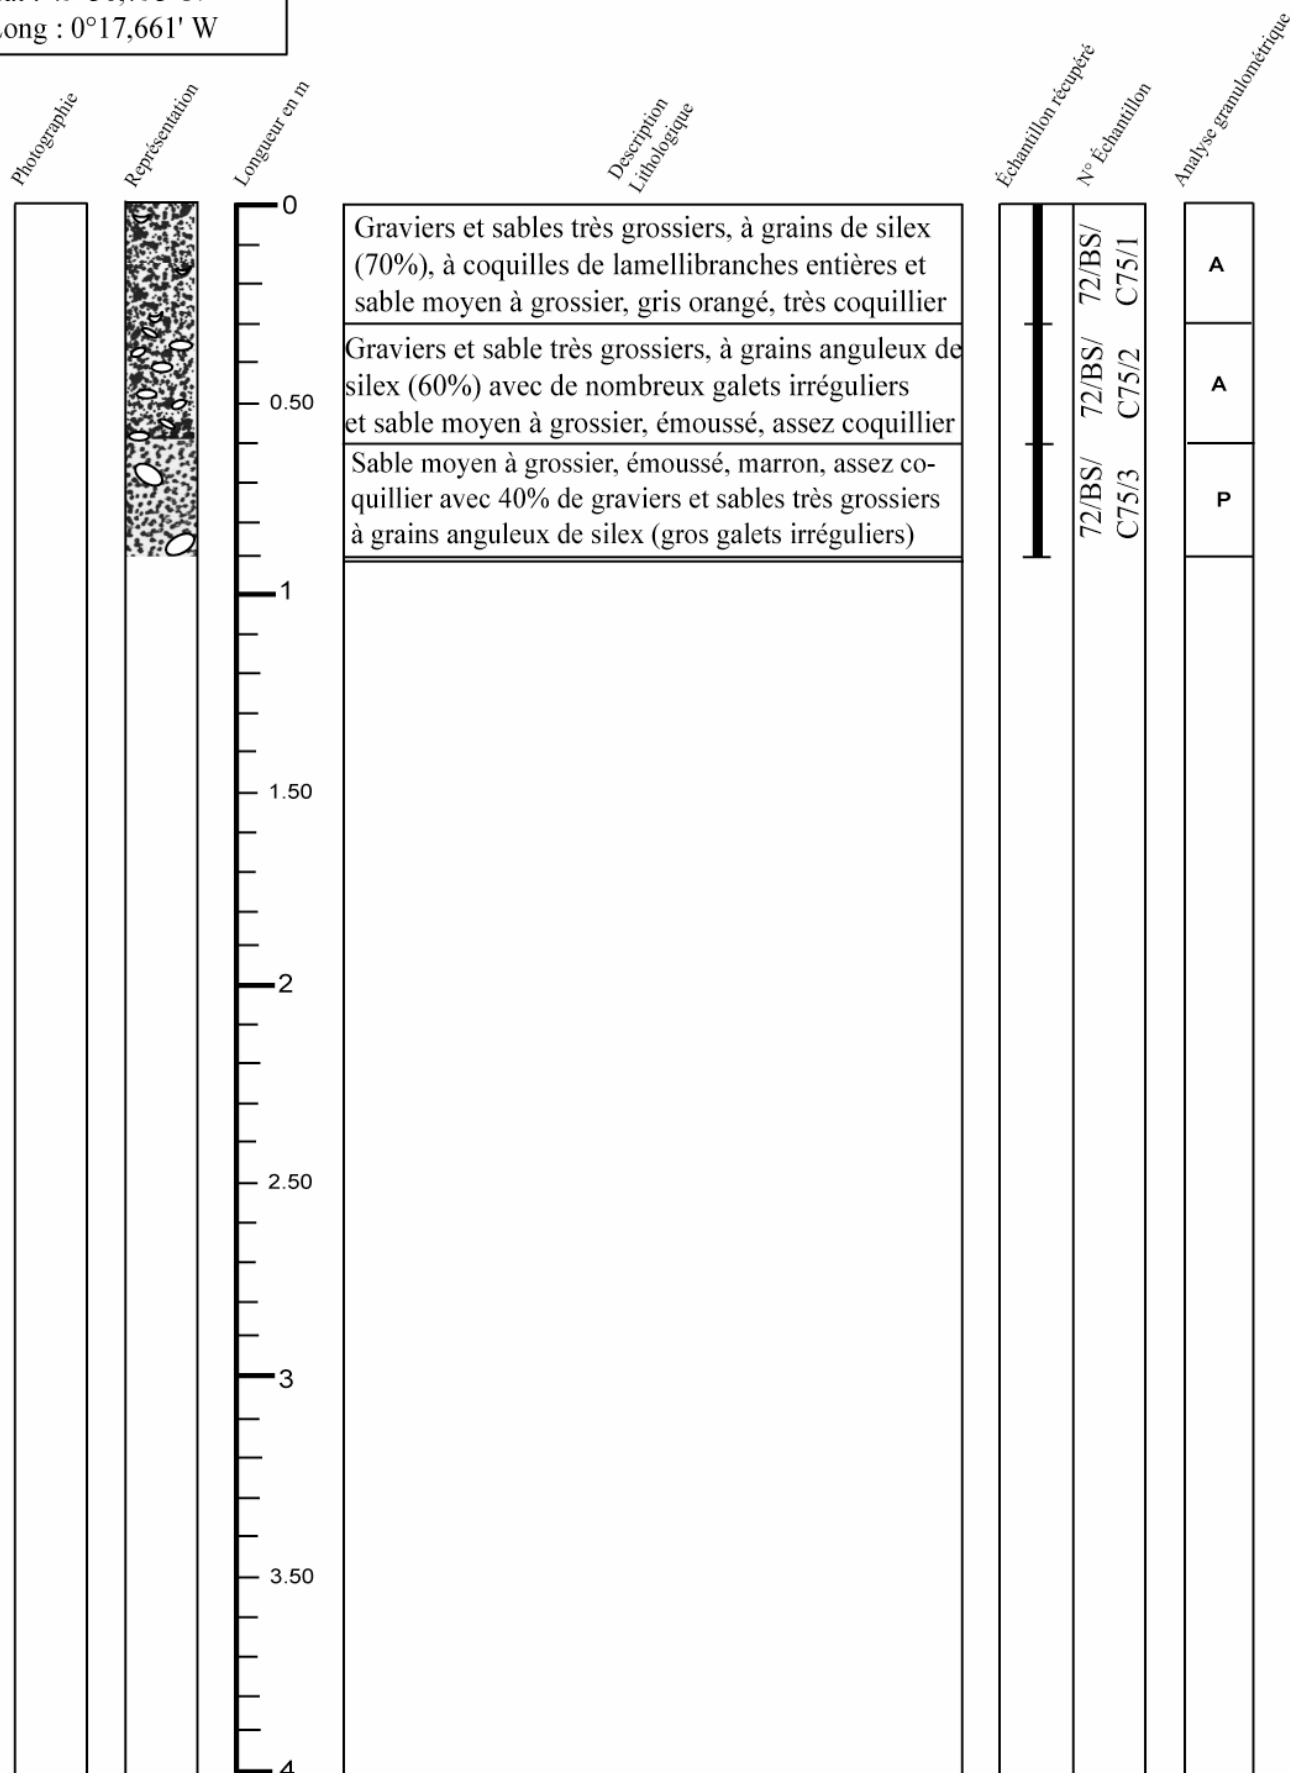 Long : 0°17,661' W
Photographie
Représentation
Longueur en m
Description
Lithologique
Échantillon récupéré
N° Échantillon
Analyse granulométrique
0
Graviers et sables très grossiers, à grains de silex
(70%), à coquilles de lamellibranches entières et
sable moyen à grossier, gris orangé, très coquillier
72/BS/
C75/1
A
Graviers et sable très grossiers, à grains anguleux de
silex (60%) avec de nombreux galets irréguliers
et sable moyen à grossier, émoussé, assez coquillier
72/BS/
C75/2
A
0.50
Sable moyen à grossier, émoussé, marron, assez co-
quillier avec 40% de graviers et sables très grossiers
à grains anguleux de silex (gros galets irréguliers)
72/BS/
C75/3
P
1
1.50
2
2.50
3
3.50
4